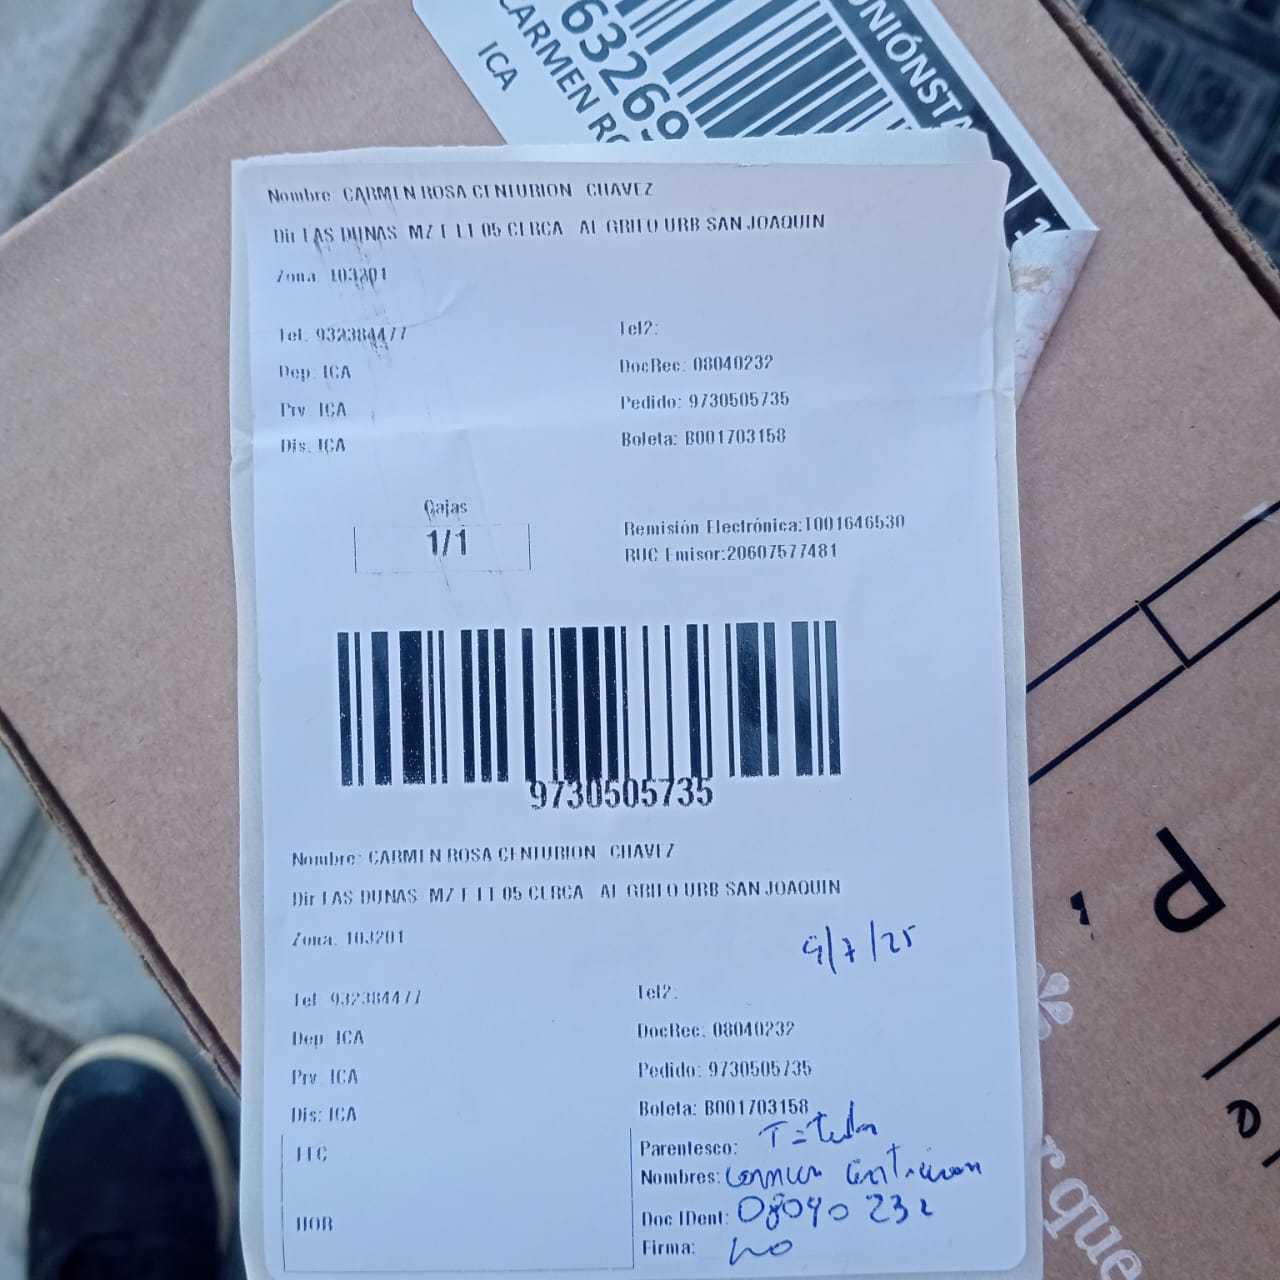 63269
CARMEN RO
ICA
UNIÓNSTA
Nombre: CARMEN ROSA CENTURION CHAVEZ
Dir LAS DUNAS MZ F LT 05 CERCA AL GRIFO URB SAN JOAQUIN
Zona: 103201
Tel: 932384477
Tel2:
Dep: ICA
DocRec: 08040232
Prv: ICA
Pedido: 9730505735
Dis: ICA
Boleta: B001703158
Cajas
1/1
Remisión Electrónica:T001646530
RUC Emisor:20607577481
9730505735
Nombre: CARMEN ROSA CENTURION CHAVEZ
Dir LAS DUNAS MZ F LT 05 CERCA AL GRIFO URB SAN JOAQUIN
Zona: 103201
9/7/25
Tel: 932384477
Tel2:
Dep: ICA
DocRec: 08040232
Prv: ICA
Pedido: 9730505735
Dis: ICA
Boleta: B001703158
FEC
Parentesco: Titular
Nombres: Carmen Centurion
HOR
Doc IDent: 08040232
Firma: